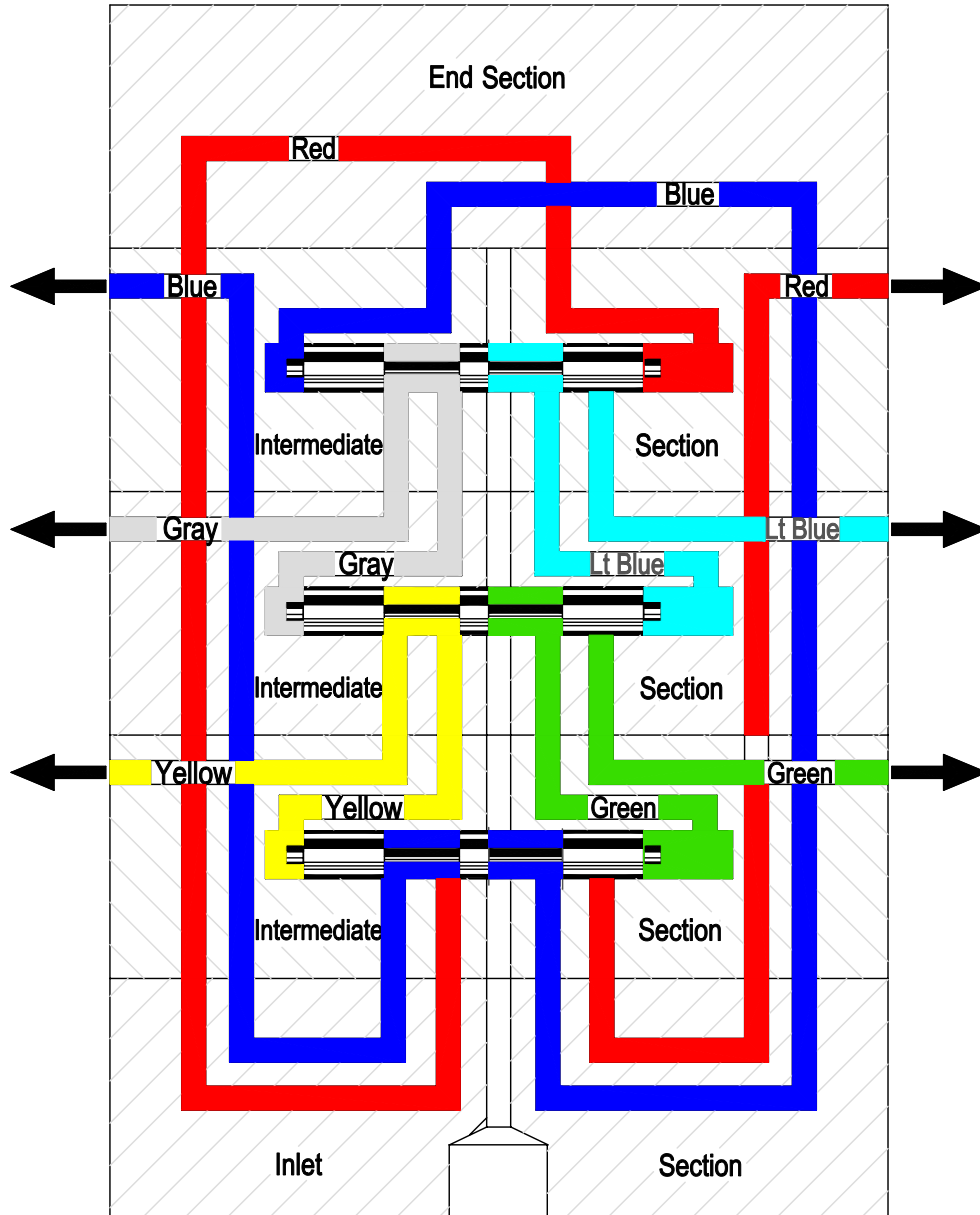 End Section
Red
Blue
Blue
Red
Intermediate
Section
Gray
Lt Blue
Gray
Lt Blue
Intermediate
Section
Yellow
Green
Yellow
Green
Intermediate
Section
Inlet
Section